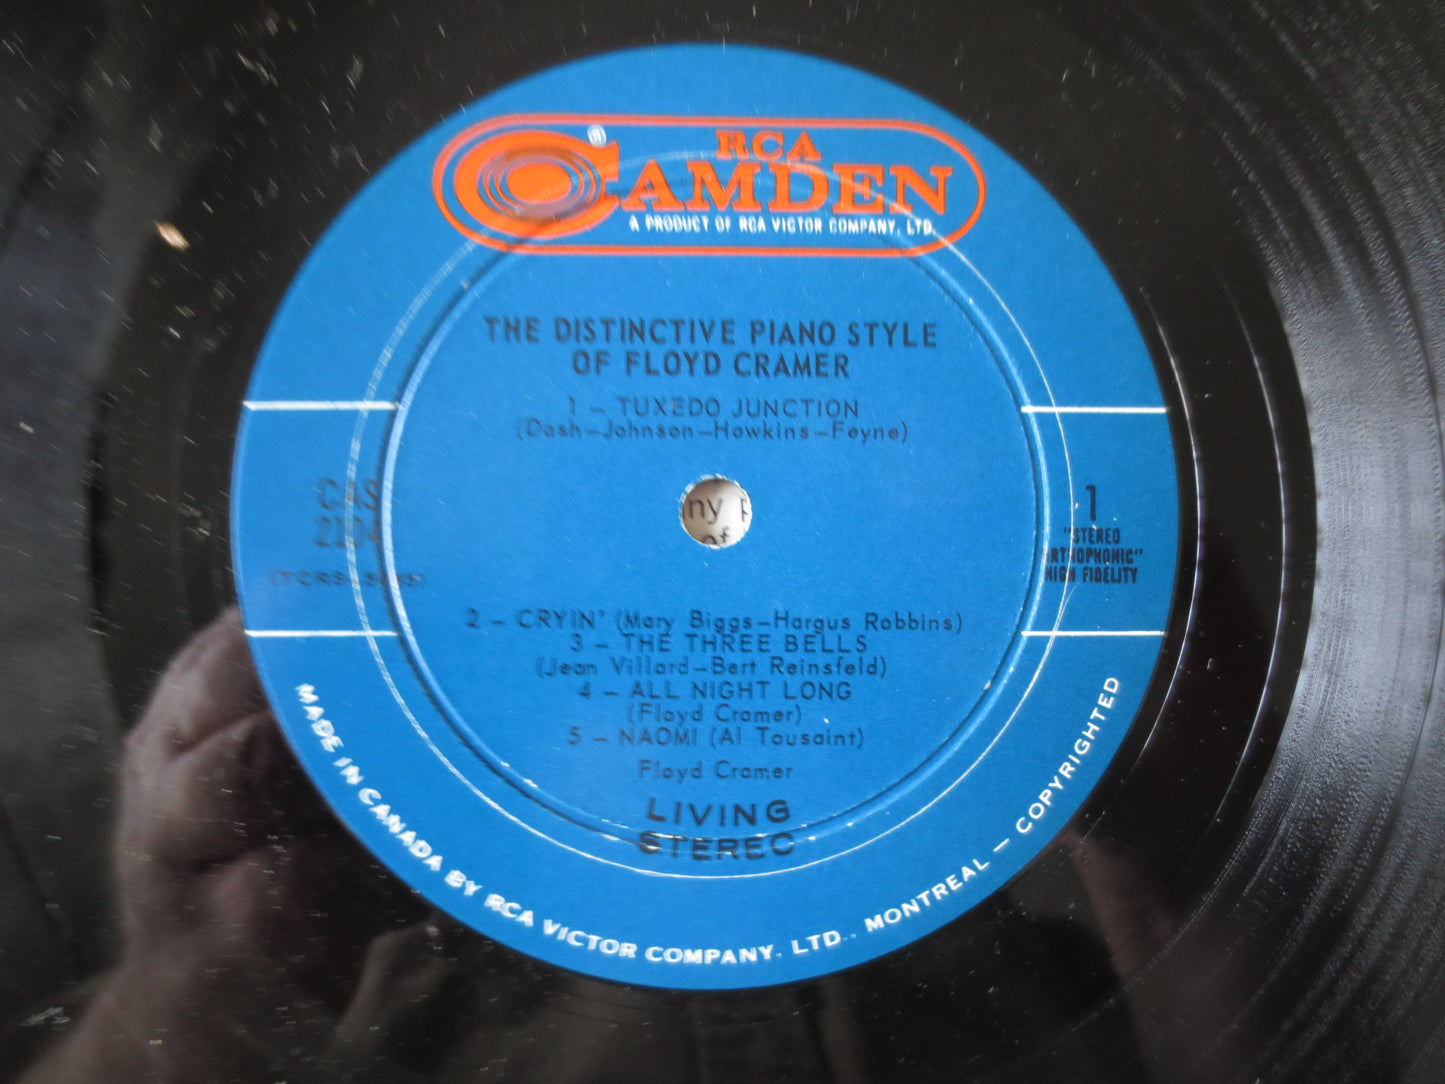 RCA
CAMDEN
®
A PRODUCT OF RCA VICTOR COMPANY, LTD.
THE DISTINCTIVE PIANO STYLE
OF FLOYD CRAMER
1 – TUXEDO JUNCTION
(Dash–Johnson–Hawkins–Feyne)
CAS
1
"STEREO
ORTHOPHONIC"
HIGH FIDELITY
ny
of
2 – CRYIN' (Mary Biggs–Hargus Robbins)
3 – THE THREE BELLS
(Jean Villard–Bert Reinsfeld)
4 – ALL NIGHT LONG
(Floyd Cramer)
5 – NAOMI (Al Tousaint)
Floyd Cramer
LIVING
STEREO
MADE IN CANADA BY RCA VICTOR COMPANY, LTD., MONTREAL – COPYRIGHTED